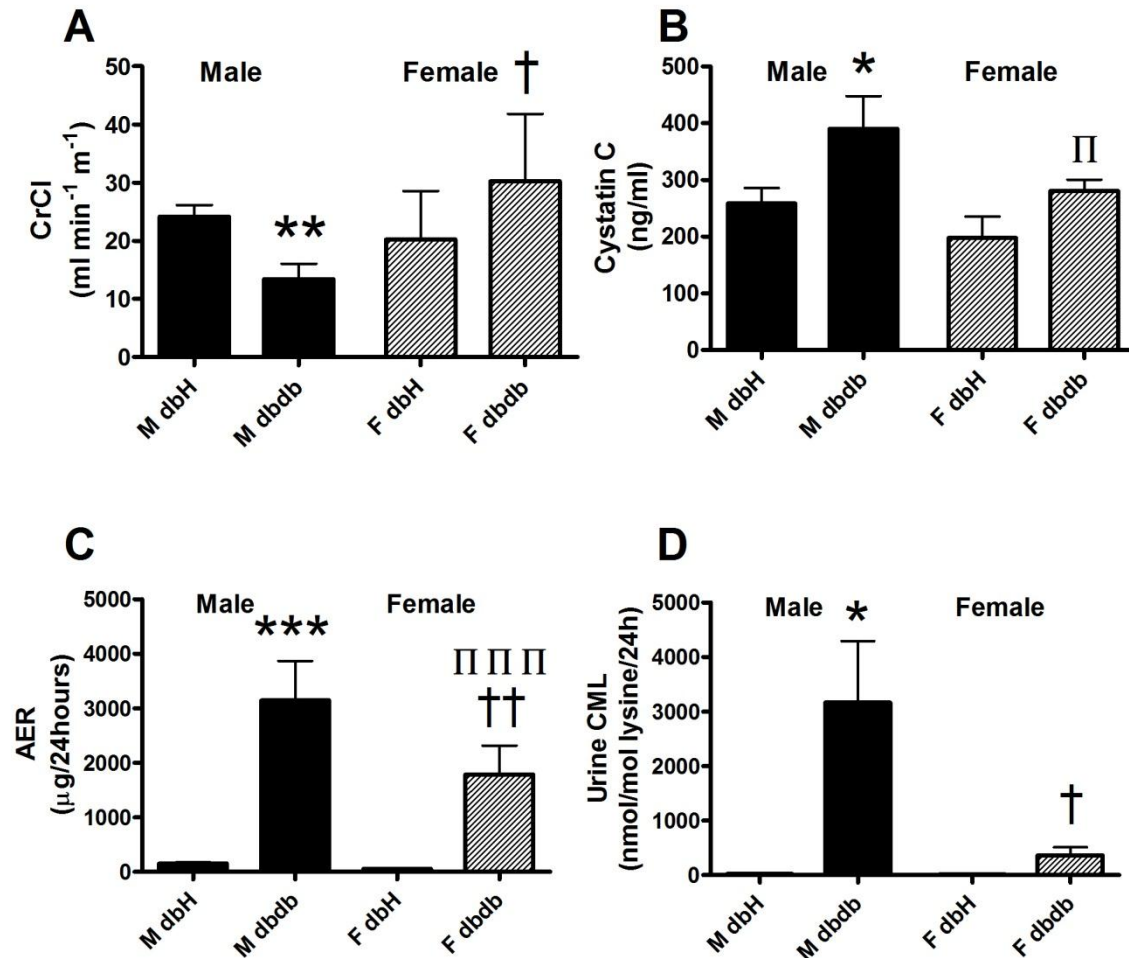 A
Male
Female
†
**
50
40
30
20
10
0
CrCl
(ml min⁻¹ m⁻¹)
M dbH
M dbdb
F dbH
F dbdb
B
Male
*
Female
∏
500
400
300
200
100
0
Cystatin C
(ng/ml)
M dbH
M dbdb
F dbH
F dbdb
C
Male
Female
***
∏ ∏ ∏
††
5000
4000
3000
2000
1000
0
AER
(μg/24hours)
M dbH
M dbdb
F dbH
F dbdb
D
Male
Female
*
†
5000
4000
3000
2000
1000
0
Urine CML
(nmol/mol lysine/24h)
M dbH
M dbdb
F dbH
F dbdb